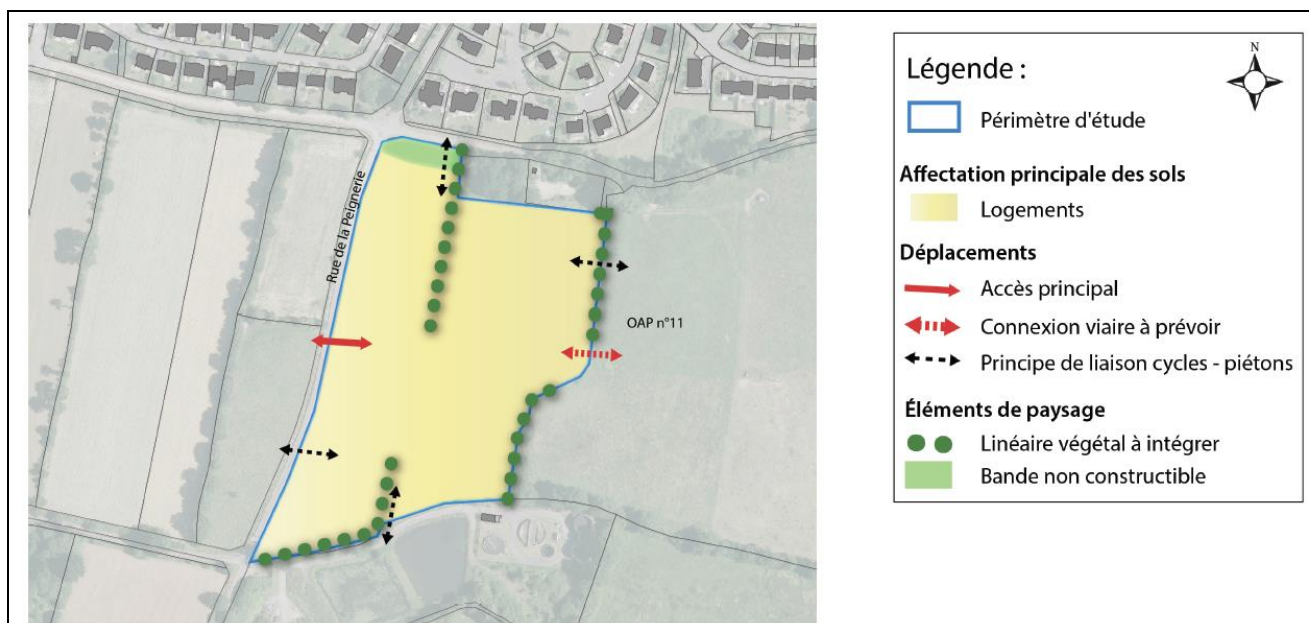 Rue de la Peignerie
OAP n°11
Légende :
N
Périmètre d'étude
Affectation principale des sols
Logements
Déplacements
Accès principal
Connexion viaire à prévoir
Principe de liaison cycles - piétons
Éléments de paysage
Linéaire végétal à intégrer
Bande non constructible